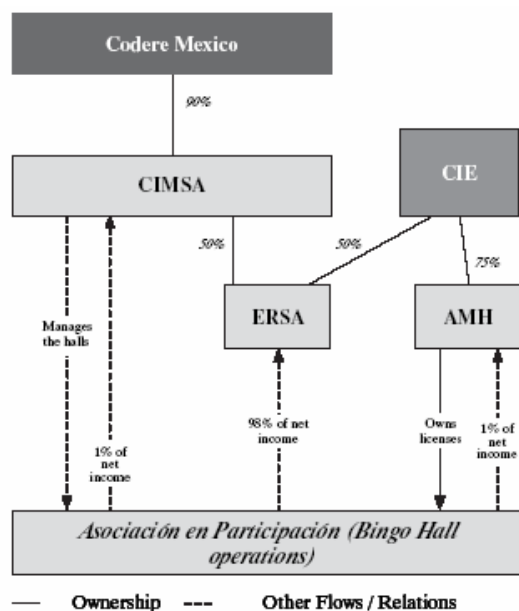 Codere Mexico
90%
CIMSA
CIE
50%
50%
75%
ERSA
AMH
Manages
the halls
1% of
net
income
98% of net
income
Owns
licenses
1% of
net
income
Asociación en Participación (Bingo Hall
operations)
Ownership
Other Flows / Relations